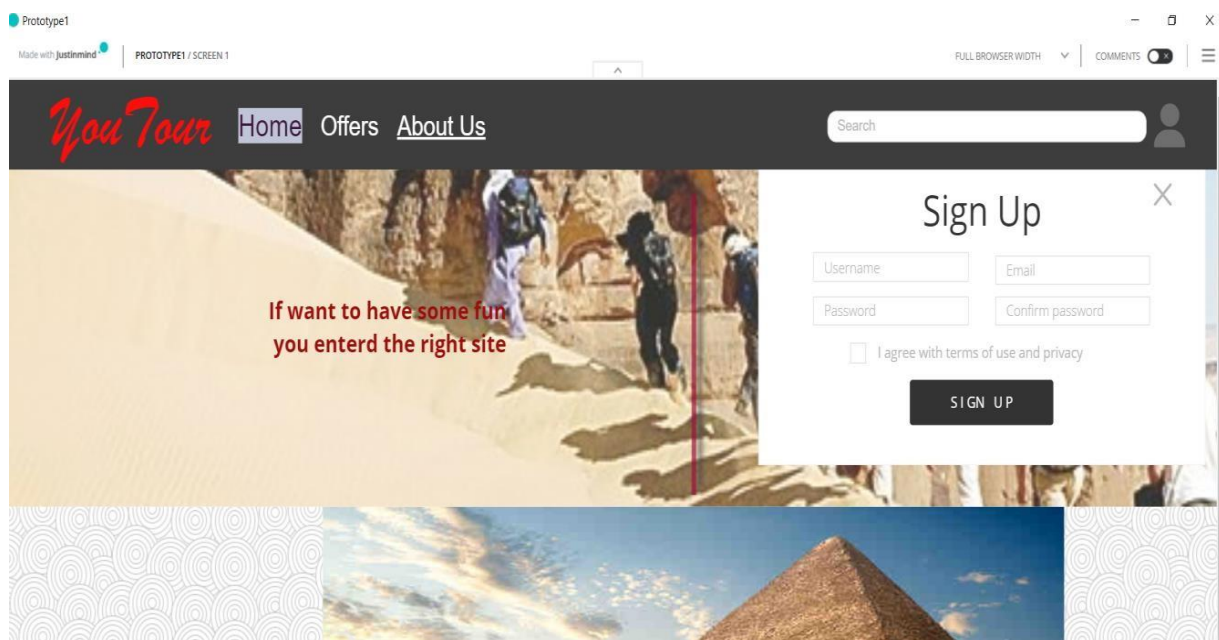 Prototype1
Made with Justinmind PROTOTYPE1 / SCREEN 1 FULL BROWSER WIDTH COMMENTS
YouTour Home Offers About Us Search
Sign Up X
Username Email
Password Confirm password
I agree with terms of use and privacy
SIGN UP
If want to have some fun
you enterd the right site